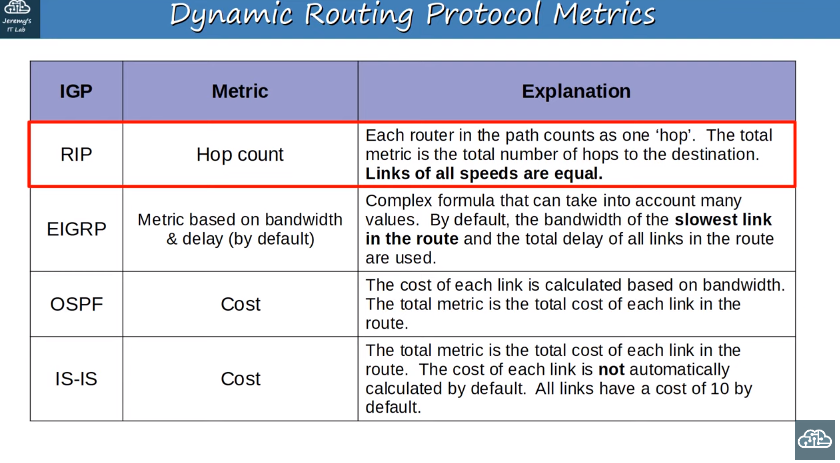 Jeremy's
IT Lab
Dynamic Routing Protocol Metrics
IGP
Metric
Explanation
RIP
Hop count
Each router in the path counts as one ‘hop’. The total
metric is the total number of hops to the destination.
Links of all speeds are equal.
EIGRP
Metric based on bandwidth
& delay (by default)
Complex formula that can take into account many
values. By default, the bandwidth of the slowest link
in the route and the total delay of all links in the route
are used.
OSPF
Cost
The cost of each link is calculated based on bandwidth.
The total metric is the total cost of each link in the
route.
IS-IS
Cost
The total metric is the total cost of each link in the
route. The cost of each link is not automatically
calculated by default. All links have a cost of 10 by
default.